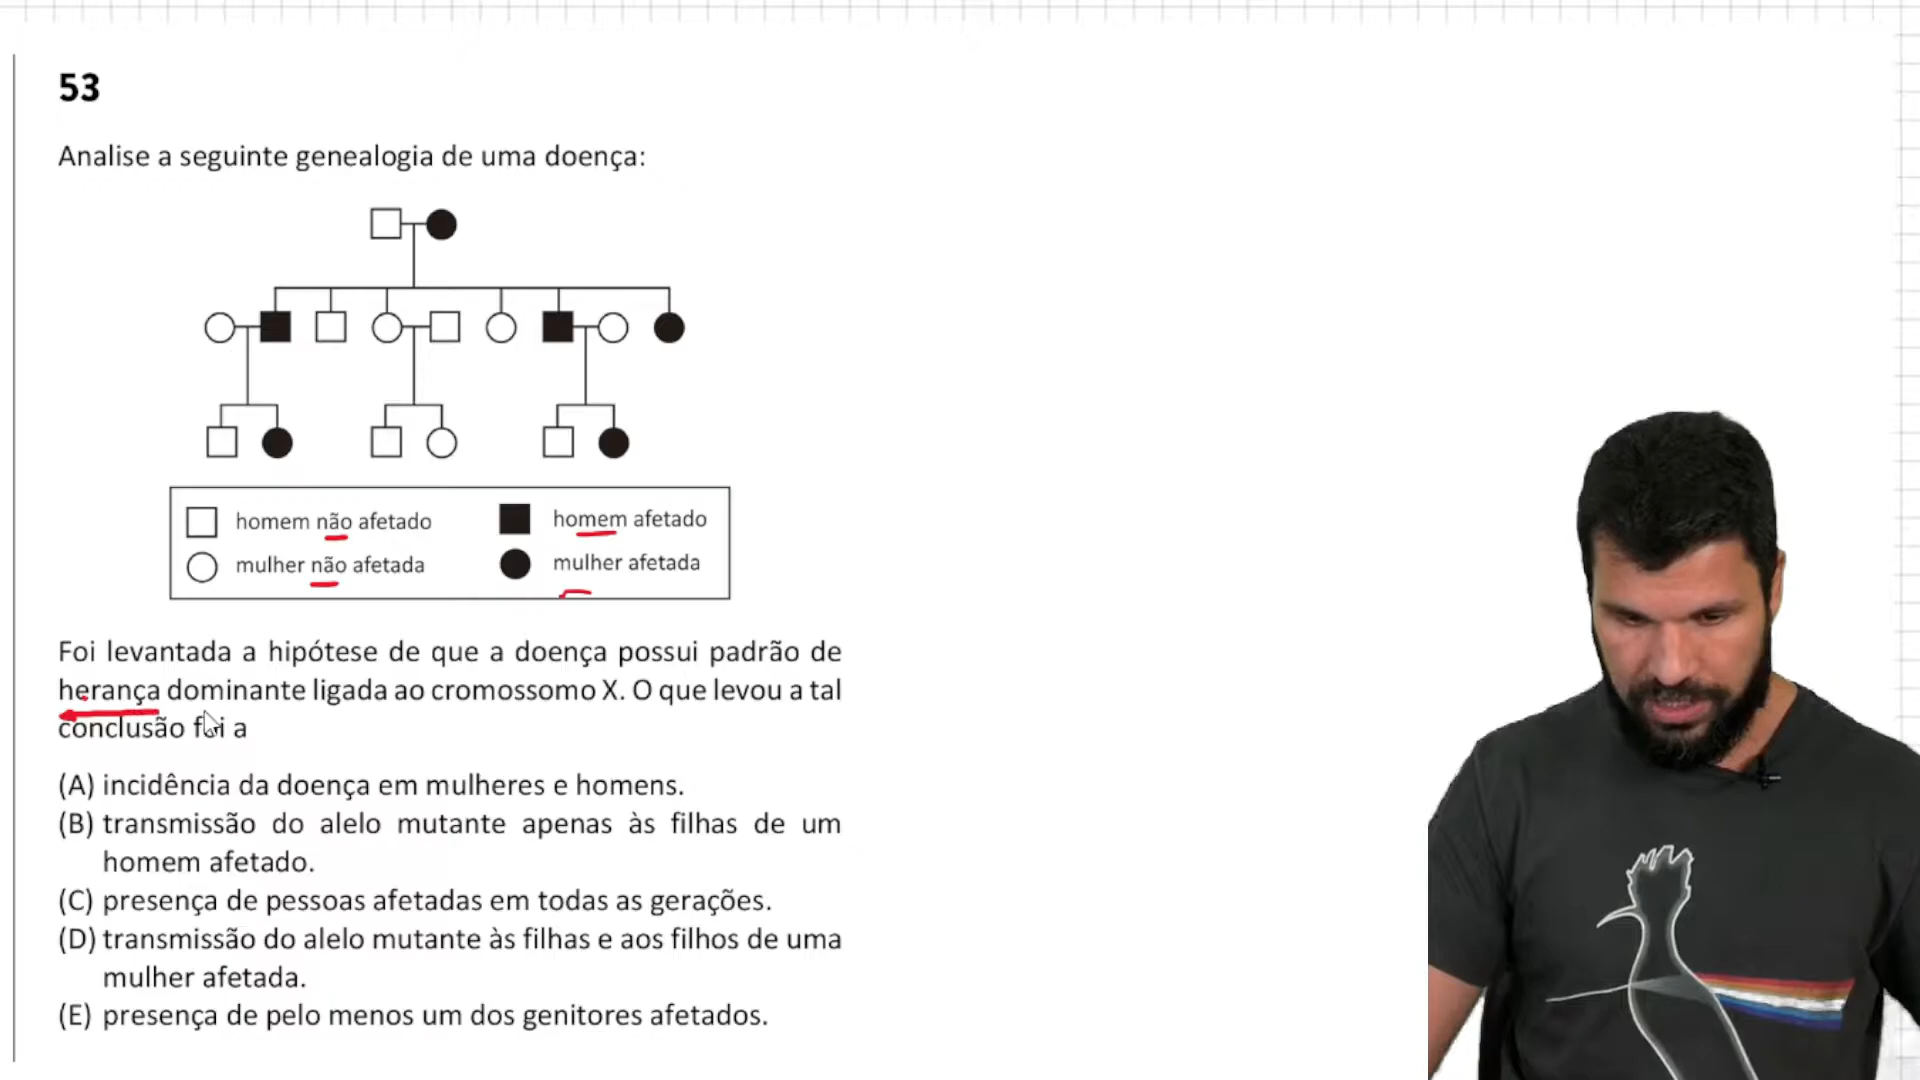 53
Analise a seguinte genealogia de uma doença:
homem não afetado
homem afetado
mulher não afetada
mulher afetada
Foi levantada a hipótese de que a doença possui padrão de
herança dominante ligada ao cromossomo X. O que levou a tal
conclusão foi a
(A) incidência da doença em mulheres e homens.
(B) transmissão do alelo mutante apenas às filhas de um
homem afetado.
(C) presença de pessoas afetadas em todas as gerações.
(D) transmissão do alelo mutante às filhas e aos filhos de uma
mulher afetada.
(E) presença de pelo menos um dos genitores afetados.